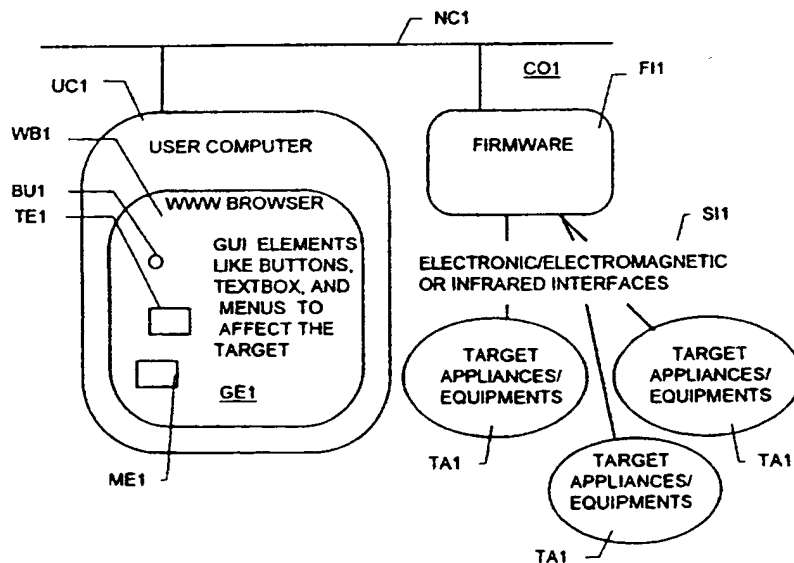 NC1
CO1
FI1
UC1
WB1
USER COMPUTER
FIRMWARE
BU1
TE1
WWW BROWSER
GUI ELEMENTS
LIKE BUTTONS,
TEXTBOX, AND
MENUS TO
AFFECT THE
TARGET
GE1
ME1
SI1
ELECTRONIC/ELECTROMAGNETIC
OR INFRARED INTERFACES
TARGET
APPLIANCES/
EQUIPMENTS
TA1
TARGET
APPLIANCES/
EQUIPMENTS
TA1
TARGET
APPLIANCES/
EQUIPMENTS
TA1